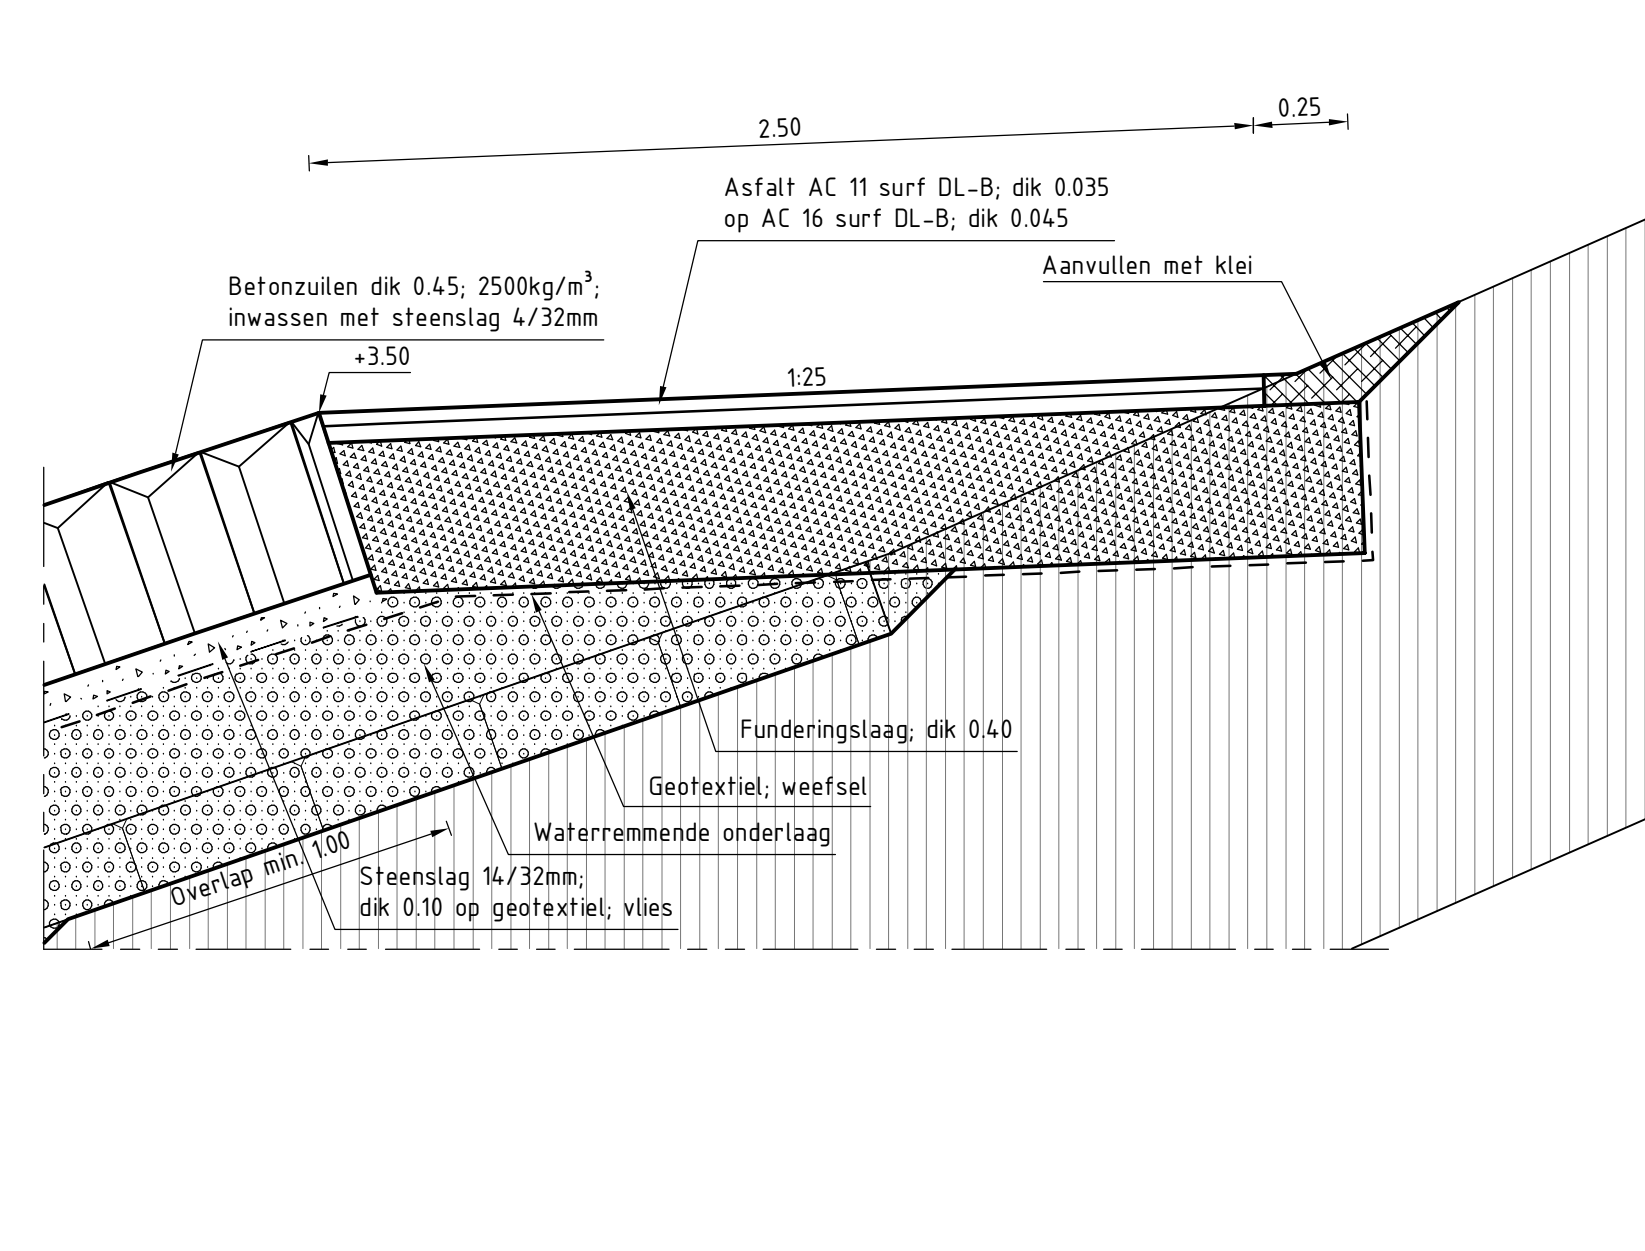 0.25
2.50
Asfalt AC 11 surf DL-B; dik 0.035
op AC 16 surf DL-B; dik 0.045
Aanvullen met klei
Betonzuilen dik 0.45; 2500kg/m³;
inwassen met steenslag 4/32mm
+3.50
1:25
Funderingslaag; dik 0.40
Geotextiel; weefsel
Waterremmende onderlaag
Overlap min. 1.00
Steenslag 14/32mm;
dik 0.10 op geotextiel; vlies